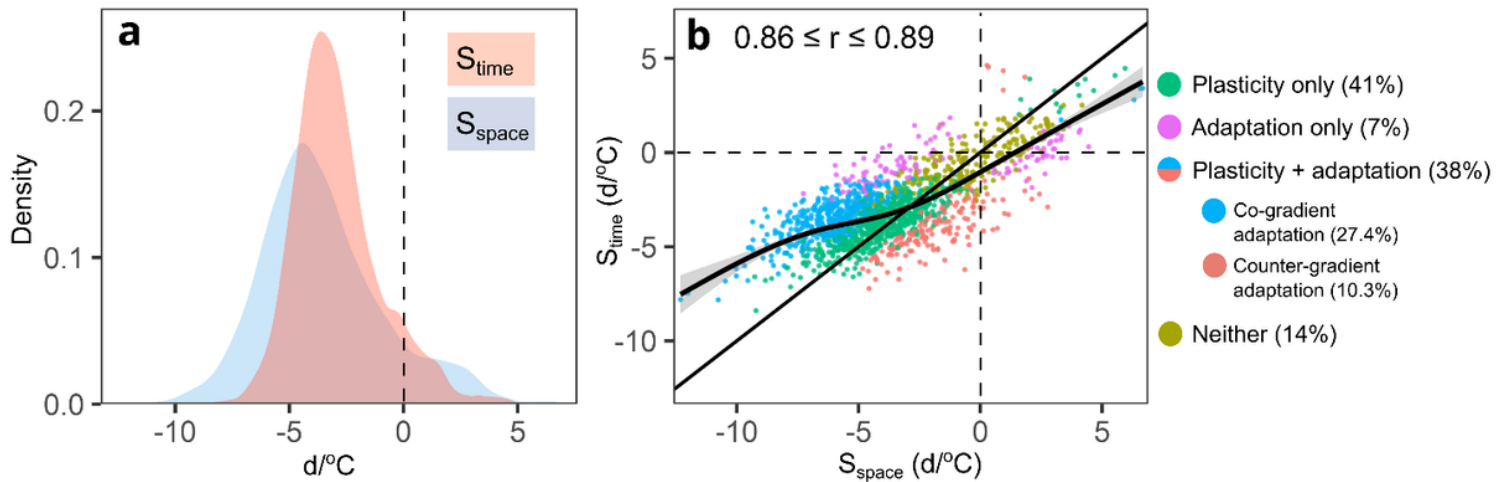 a
S_time
S_space
Density
0.2
0.1
0.0
-10 -5 0 5
d/°C
b 0.86 ≤ r ≤ 0.89
S_time (d/°C)
5
0
-5
-10
-10 -5 0 5
S_space (d/°C)
Plasticity only (41%)
Adaptation only (7%)
Plasticity + adaptation (38%)
Co-gradient
adaptation (27.4%)
Counter-gradient
adaptation (10.3%)
Neither (14%)